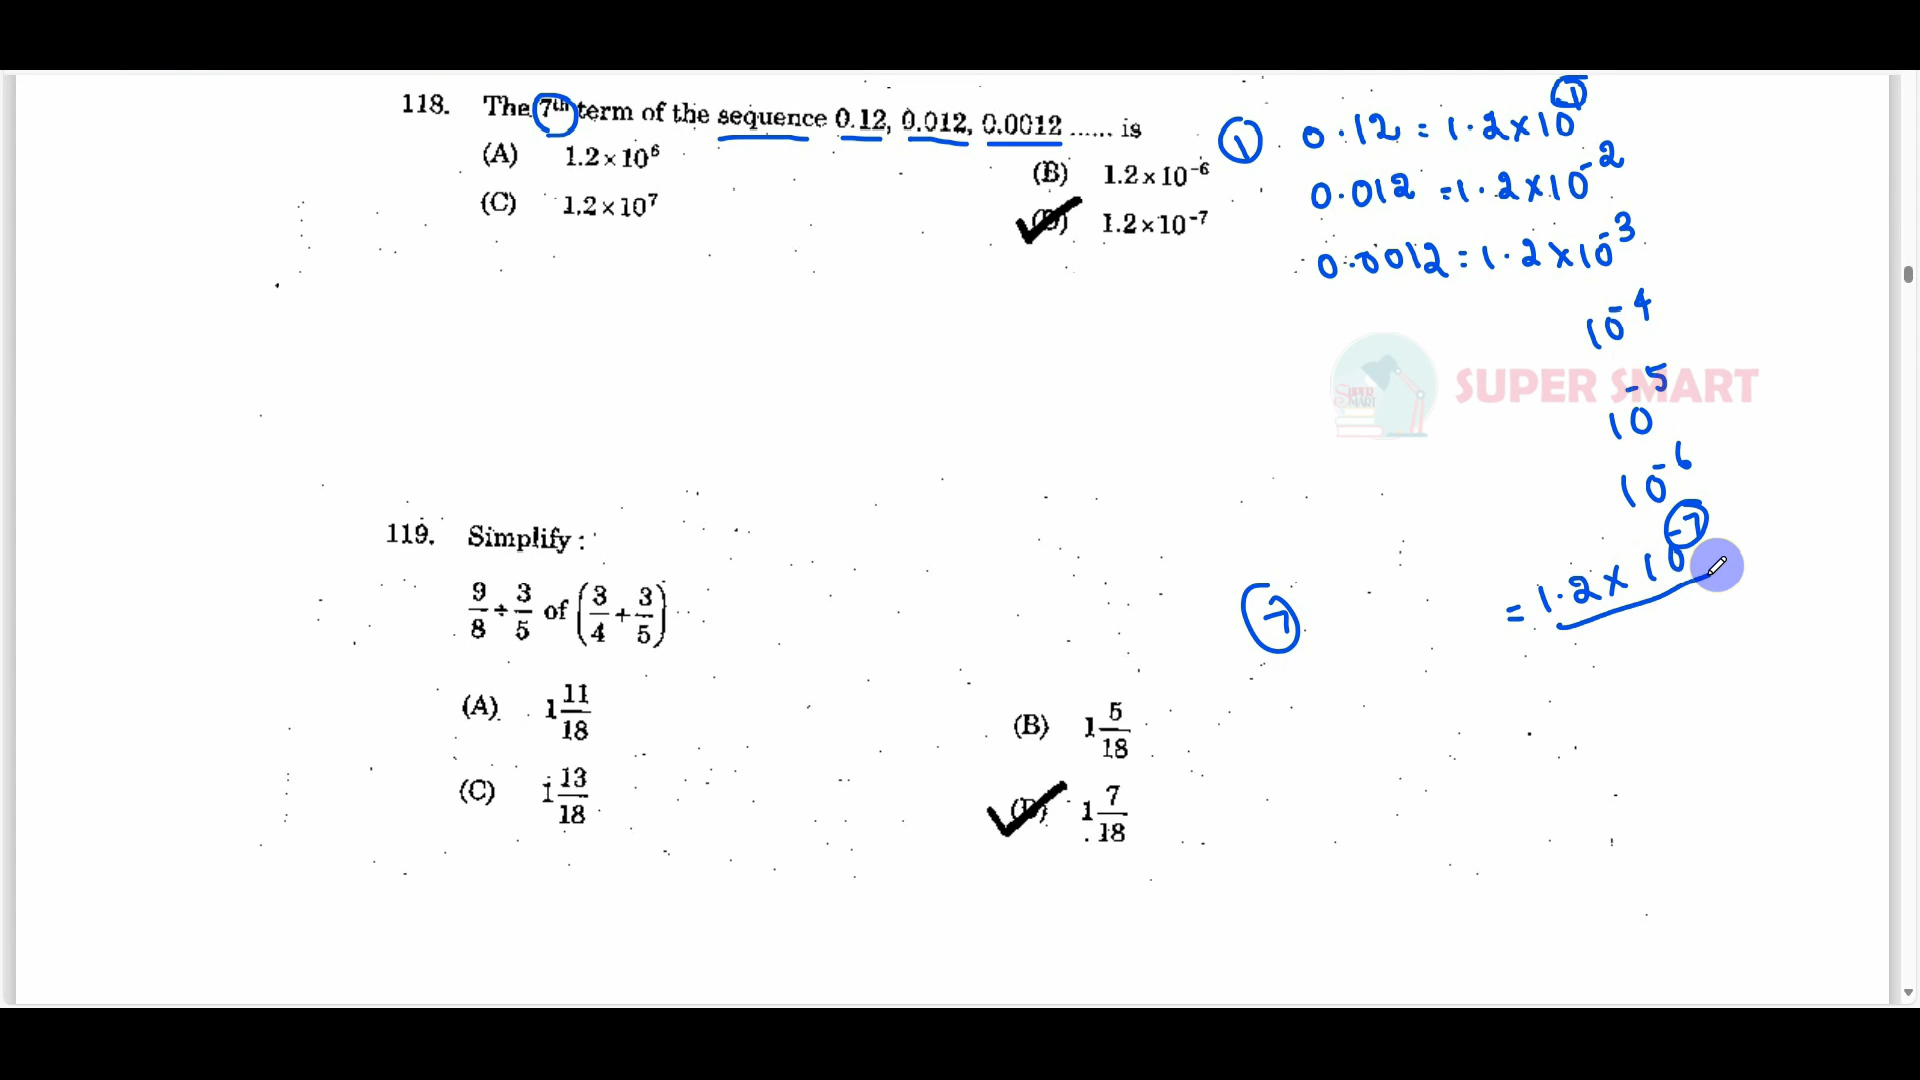 118. The 7th term of the sequence 0.12, 0.012, 0.0012 ...... is
(A) 1.2 × 10⁶ (B) 1.2 × 10⁻⁶
(C) 1.2 × 10⁷ (D) 1.2 × 10⁻⁷
① 0.12 = 1.2 × 10⁻¹
0.012 = 1.2 × 10⁻²
0.0012 = 1.2 × 10⁻³
10⁻⁴
10⁻⁵
10⁻⁶
⑦ = 1.2 × 10⁻⁷
SUPER SMART
SUPER SMART
119. Simplify :
9/8 ÷ 3/5 of (3/4 + 3/5)
(A) 1 11/18 (B) 1 5/18
(C) 1 13/18 (D) 1 7/18